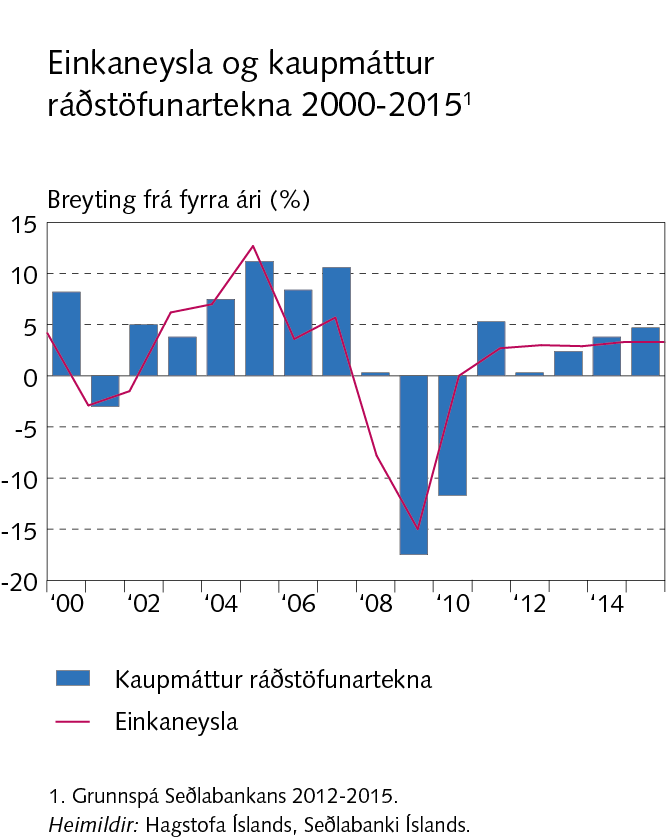 Einkaneysla og kaupmáttur
ráðstöfunartekna 2000-2015¹
Breyting frá fyrra ári (%)
15
10
5
0
-5
-10
-15
-20
‘00 ‘02 ‘04 ‘06 ‘08 ‘10 ‘12 ‘14
Kaupmáttur ráðstöfunartekna
Einkaneysla
1. Grunnspá Seðlabankans 2012-2015.
Heimildir: Hagstofa Íslands, Seðlabanki Íslands.